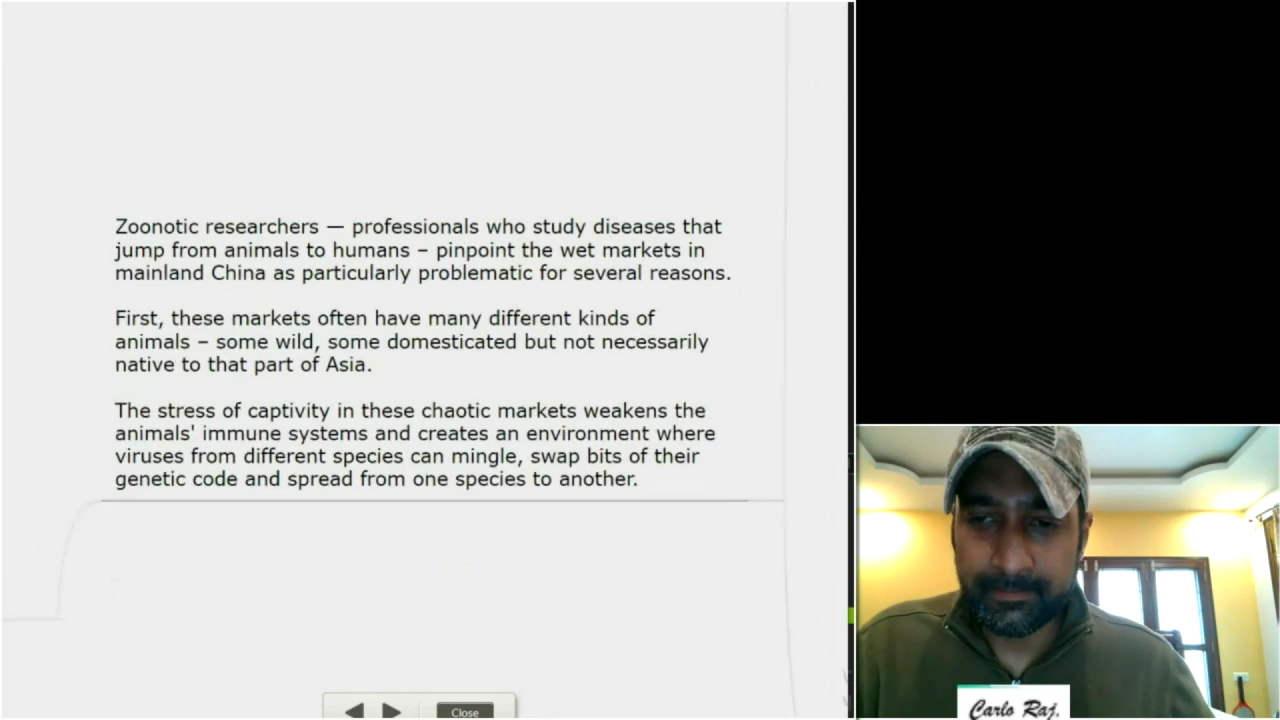 Zoonotic researchers — professionals who study diseases that
jump from animals to humans – pinpoint the wet markets in
mainland China as particularly problematic for several reasons.
First, these markets often have many different kinds of
animals – some wild, some domesticated but not necessarily
native to that part of Asia.
The stress of captivity in these chaotic markets weakens the
animals' immune systems and creates an environment where
viruses from different species can mingle, swap bits of their
genetic code and spread from one species to another.
Close
Carlo Raj.